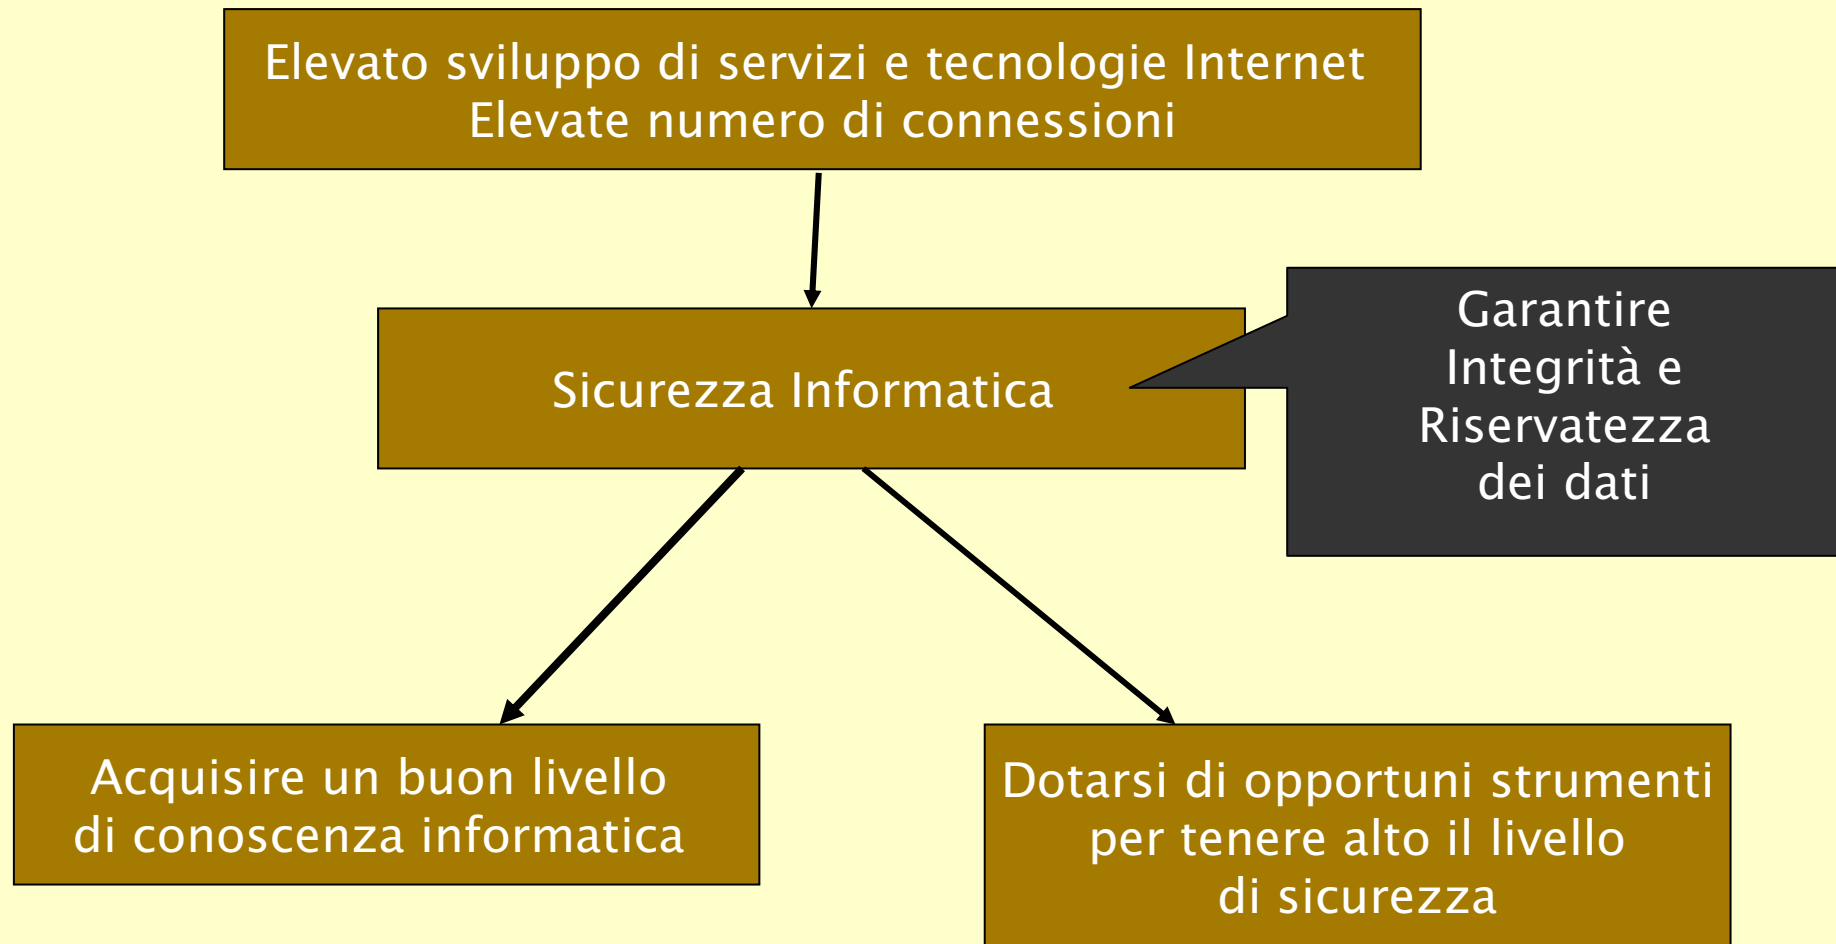 Elevato sviluppo di servizi e tecnologie Internet
Elevate numero di connessioni
Sicurezza Informatica
Garantire
Integrità e
Riservatezza
dei dati
Acquisire un buon livello
di conoscenza informatica
Dotarsi di opportuni strumenti
per tenere alto il livello
di sicurezza